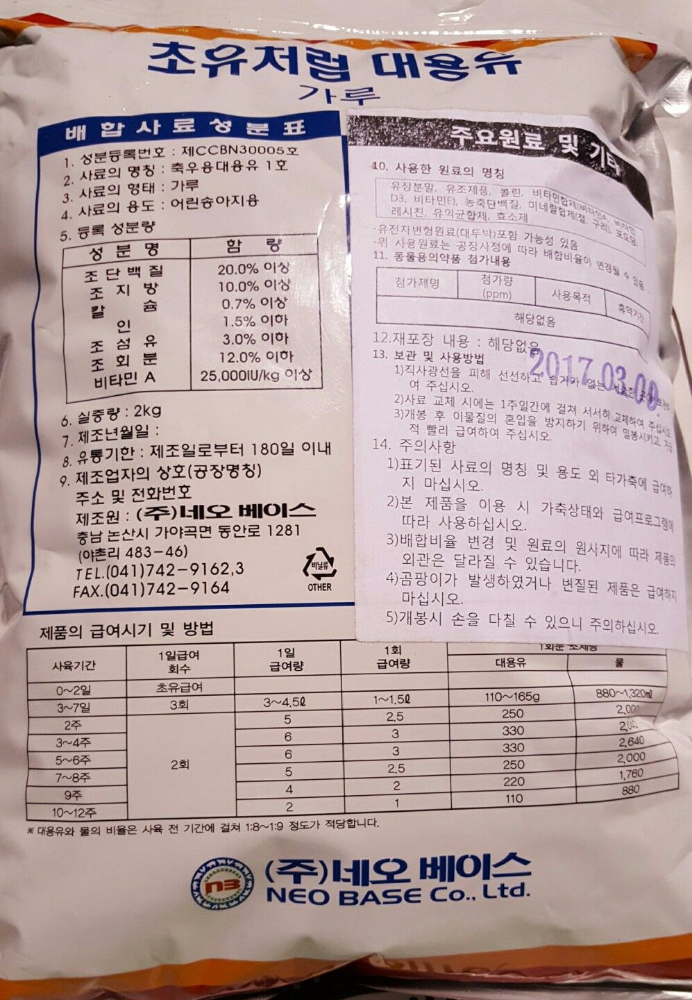 초유처럼 대용유
가루
배합사료성분표
1. 성분등록번호 : 제CCBN30005호
2. 사료의 명칭 : 축우용대용유 1호
3. 사료의 형태 : 가루
4. 사료의 용도 : 어린송아지용
5. 등록 성분량
성분명 함량
조단백질 20.0% 이상
조지방 10.0% 이상
칼슘 0.7% 이상
인 1.5% 이하
조섬유 3.0% 이하
조회분 12.0% 이하
비타민 A 25,000IU/kg 이상
6. 실중량 : 2kg
7. 제조년월일 :
8. 유통기한 : 제조일로부터 180일 이내
9. 제조업자의 상호(공장명칭)
주소 및 전화번호
제조원 : (주)네오 베이스
충남 논산시 가야곡면 동안로 1281
(야촌리 483-46)
TEL.(041)742-9162,3
FAX.(041)742-9164
비닐류
OTHER
주요원료 및 기타
10. 사용한 원료의 명칭
유장분말, 유조제품, 콜린, 비타민합제(비타민A, 비타민
D3, 비타민E), 농축단백질, 미네랄합제(철, 구리), 포도당,
레시친, 유익균합제, 효소제
-유전자변형원료(대두박)포함 가능성 있음
-위 사용원료는 공장사정에 따라 배합비율이 변경될 수 있음
11. 동물용의약품 첨가내용
첨가제명 첨가량 (ppm) 사용목적 휴약기간
해당없음
12.재포장 내용 : 해당없음
2017.03.00.
13. 보관 및 사용방법
1)직사광선을 피해 선선하고 습기가 없는 곳에
여 주십시오.
2)사료 교체 시에는 1주일간에 걸쳐 서서히 교체하여 주십시오
3)개봉 후 이물질의 혼입을 방지하기 위하여 밀봉시키고 가급
적 빨리 급여하여 주십시오.
14. 주의사항
1)표기된 사료의 명칭 및 용도 외 타가축에 급여하
지 마십시오.
2)본 제품을 이용 시 가축상태와 급여프로그램에
따라 사용하십시오.
3)배합비율 변경 및 원료의 원사지에 따라 제품의
외관은 달라질 수 있습니다.
4)곰팡이가 발생하였거나 변질된 제품은 급여하지
마십시오.
5)개봉시 손을 다칠 수 있으니 주의하십시오.
제품의 급여시기 및 방법
사육기간 1일급여 회수 1일 급여량 1회 급여량 1회분 조제량
대용유 물
0~2일 초유급여
3~7일 3회 3~4.5ℓ 1~1.5ℓ 110~165g 880~1,320㎖
2주 2회 5 2.5 250 2,000
3~4주 6 3 330 2,640
5~6주 6 3 330 2,640
7~8주 5 2.5 250 2,000
9주 4 2 220 1,760
10~12주 2 1 110 880
※ 대용유와 물의 비율은 사육 전 기간에 걸쳐 1:8~1:9 정도가 적당합니다.
n3
(주)네오 베이스
NEO BASE Co., Ltd.